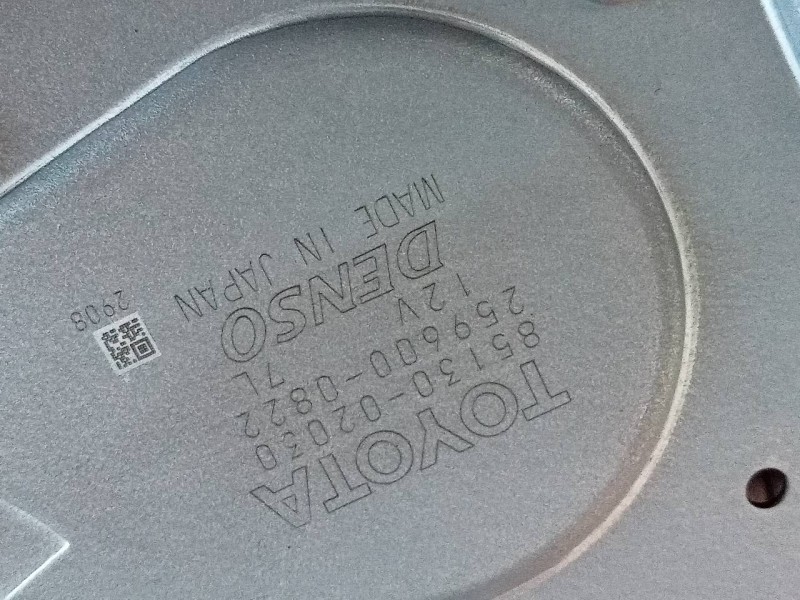 TOYOTA
85130-02030
259600-0822
12V 7L
DENSO
MADE IN JAPAN
2908